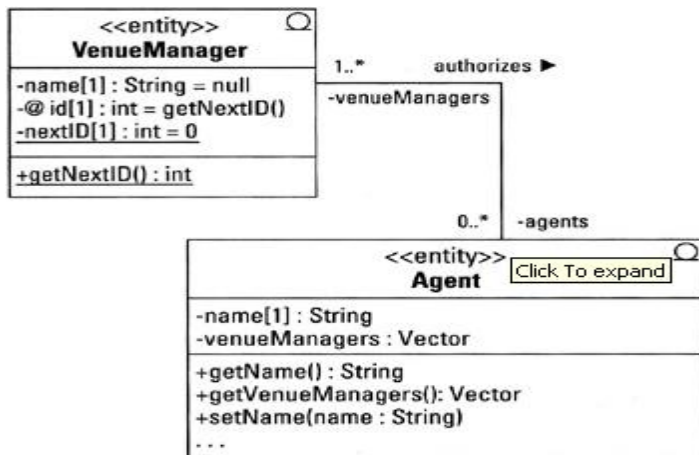 <<entity>>
VenueManager
-name[1] : String = null
-@ id[1] : int = getNextID()
-nextID[1] : int = 0
+getNextID() : int
1..* authorizes ►
-venueManagers
0..* -agents
<<entity>>
Agent
Click To expand
-name[1] : String
-venueManagers : Vector
+getName() : String
+getVenueManagers(): Vector
+setName(name : String)
. . .